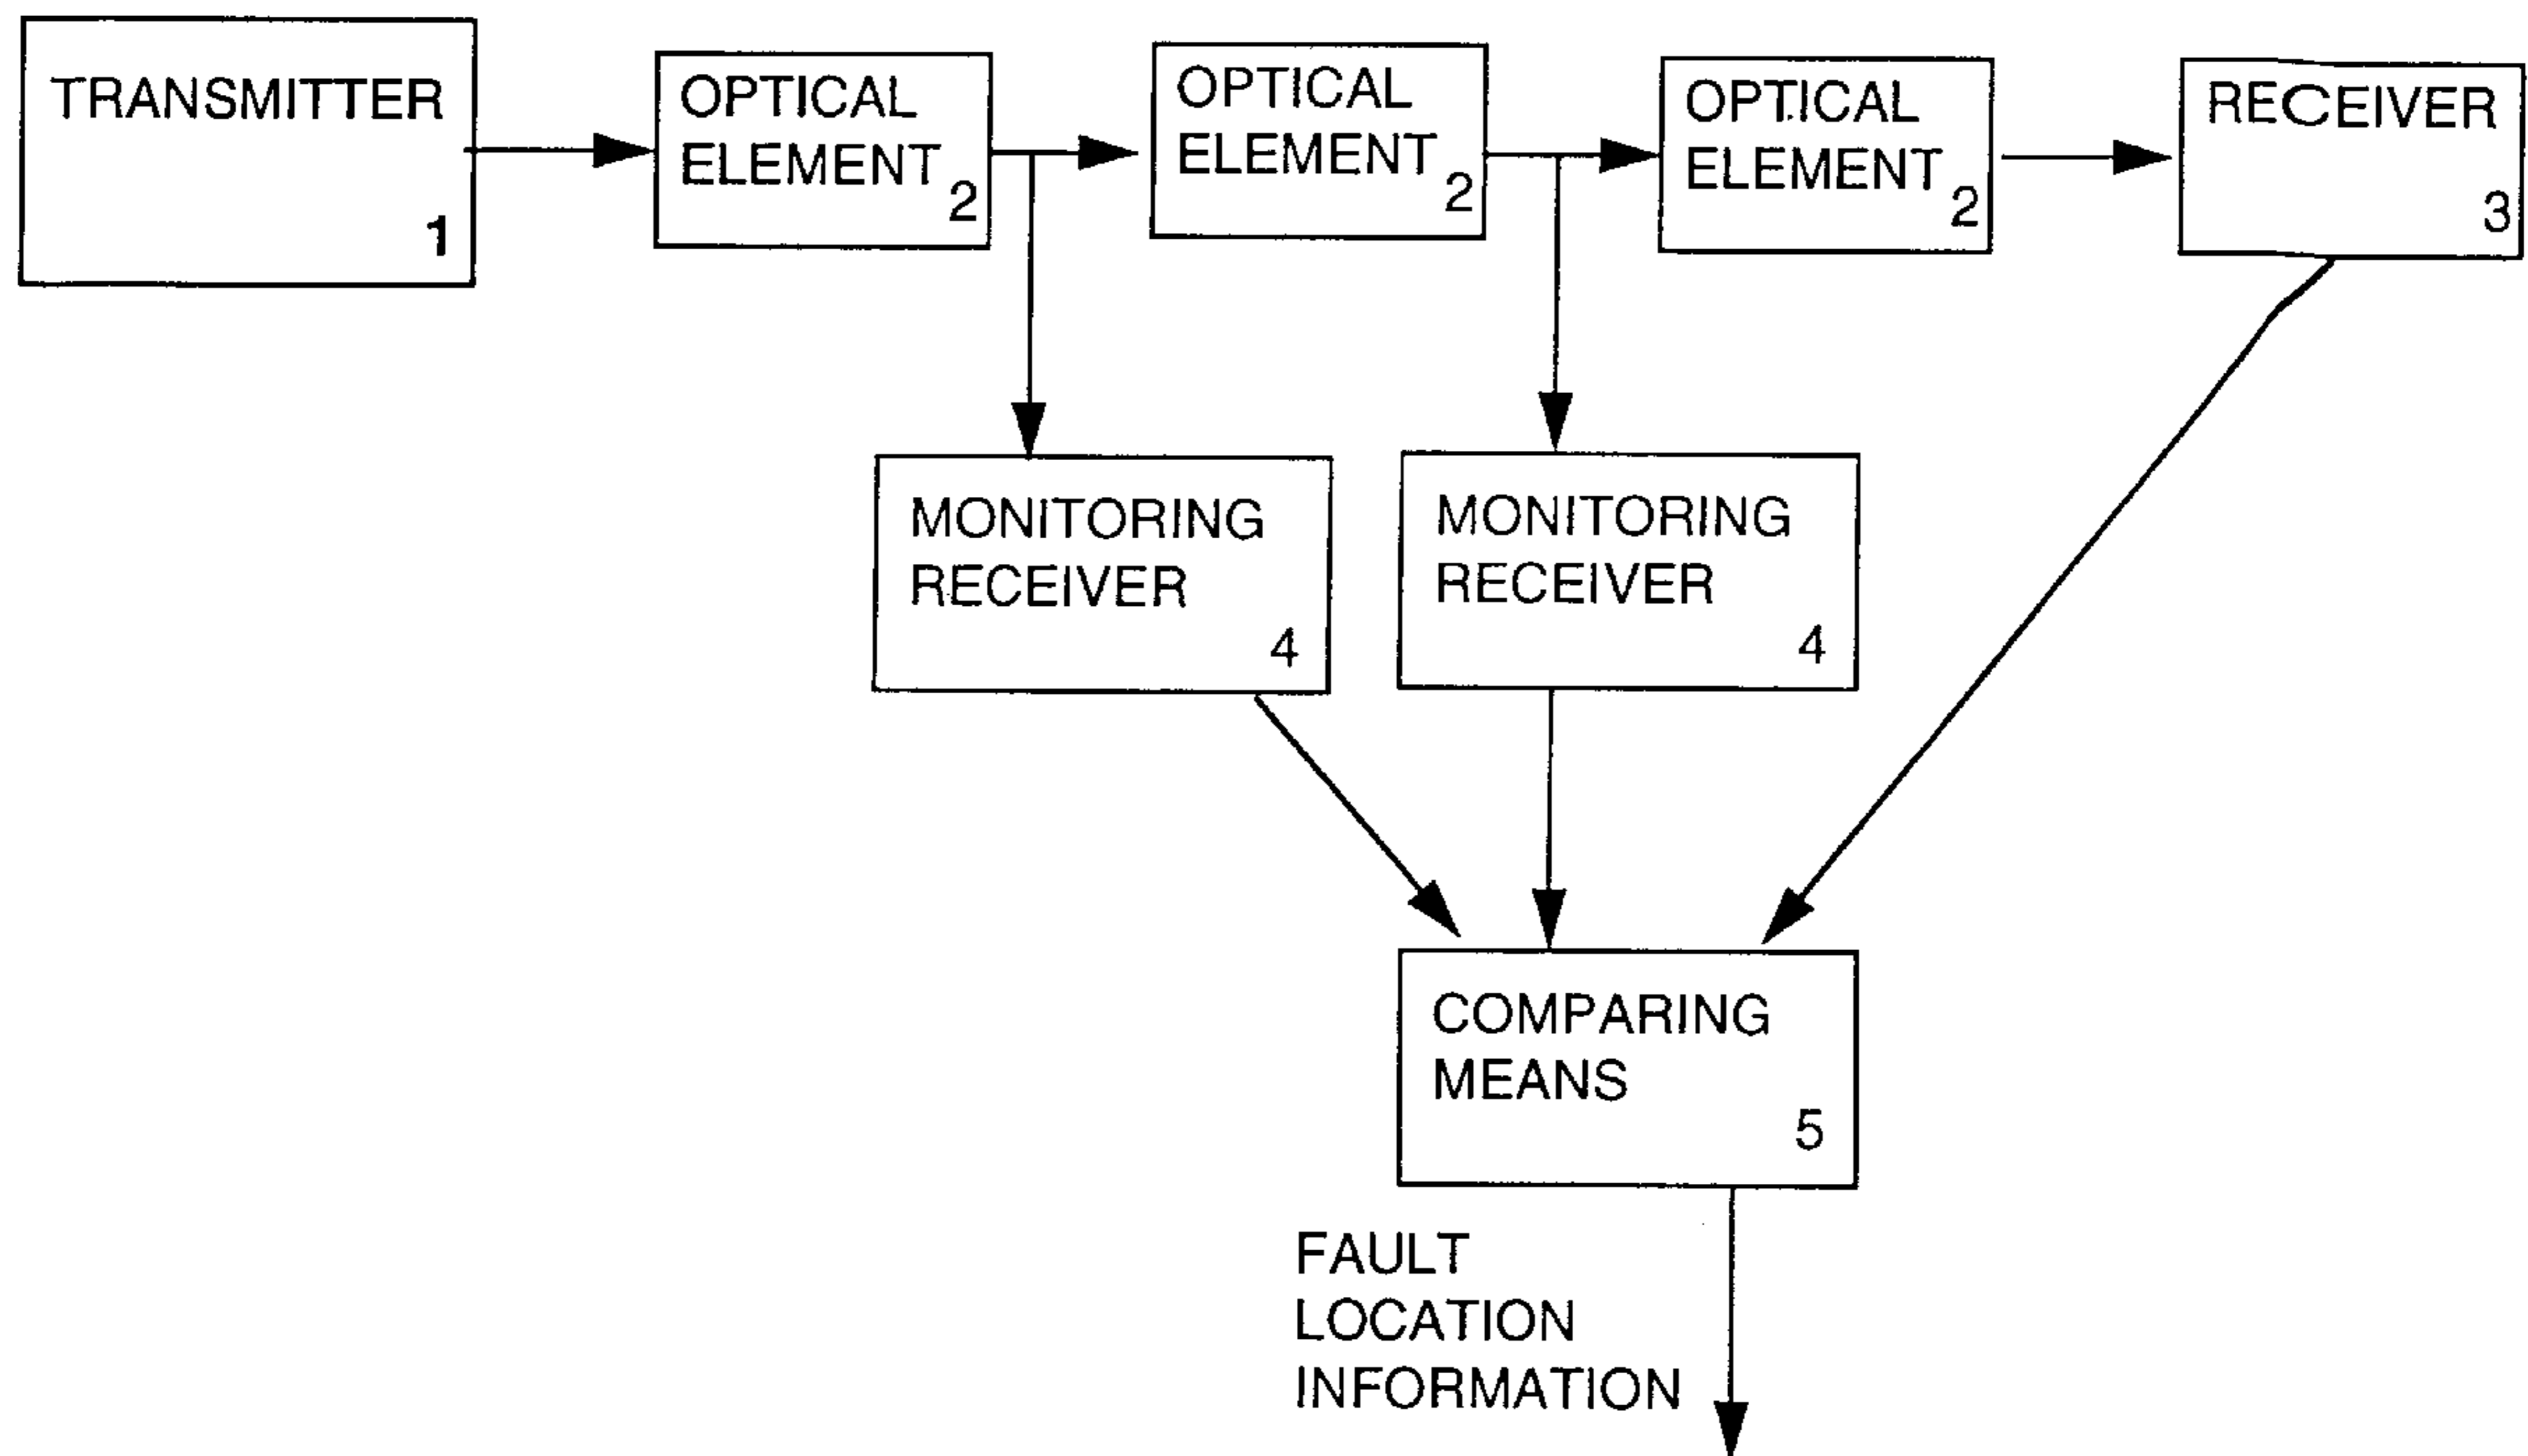 TRANSMITTER
1
OPTICAL
ELEMENT
2
OPTICAL
ELEMENT
2
OPTICAL
ELEMENT
2
RECEIVER
3
MONITORING
RECEIVER
4
MONITORING
RECEIVER
4
COMPARING
MEANS
5
FAULT
LOCATION
INFORMATION